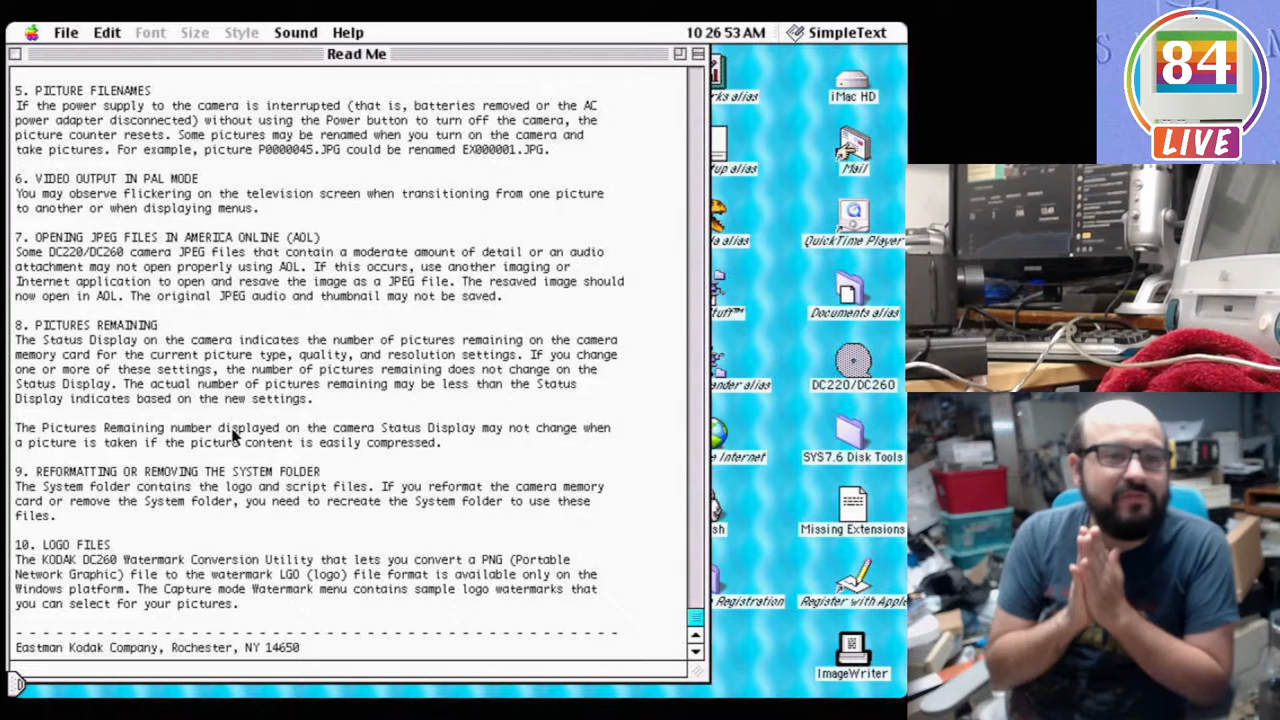 File Edit Font Size Style Sound Help 10 26 53 AM SimpleText
Read Me
5. PICTURE FILENAMES
If the power supply to the camera is interrupted (that is, batteries removed or the AC
power adapter disconnected) without using the Power button to turn off the camera, the
picture counter resets. Some pictures may be renamed when you turn on the camera and
take pictures. For example, picture P0000045.JPG could be renamed EX000001.JPG.
6. VIDEO OUTPUT IN PAL MODE
You may observe flickering on the television screen when transitioning from one picture
to another or when displaying menus.
7. OPENING JPEG FILES IN AMERICA ONLINE (AOL)
Some DC220/DC260 camera JPEG files that contain a moderate amount of detail or an audio
attachment may not open properly using AOL. If this occurs, use another imaging or
Internet application to open and resave the image as a JPEG file. The resaved image should
now open in AOL. The original JPEG audio and thumbnail may not be saved.
8. PICTURES REMAINING
The Status Display on the camera indicates the number of pictures remaining on the camera
memory card for the current picture type, quality, and resolution settings. If you change
one or more of these settings, the number of pictures remaining does not change on the
Status Display. The actual number of pictures remaining may be less than the Status
Display indicates based on the new settings.
The Pictures Remaining number displayed on the camera Status Display may not change when
a picture is taken if the picture content is easily compressed.
9. REFORMATTING OR REMOVING THE SYSTEM FOLDER
The System folder contains the logo and script files. If you reformat the camera memory
card or remove the System folder, you need to recreate the System folder to use these
files.
10. LOGO FILES
The KODAK DC260 Watermark Conversion Utility that lets you convert a PNG (Portable
Network Graphic) file to the watermark LGO (logo) file format is available only on the
Windows platform. The Capture mode Watermark menu contains sample logo watermarks that
you can select for your pictures.
- - - - - - - - - - - - - - - - - - - - - - - - - - - - - - - - - - - - - - - - - - - -
Eastman Kodak Company, Rochester, NY 14650
rks alias
up alias
la alias
tuff™
ander alias
e Internet
sh
e Registration
iMac HD
Mail
QuickTime Player
Documents alias
DC220/DC260
SYS7.6 Disk Tools
Missing Extensions
Register with Apple
ImageWriter
84
LIVE